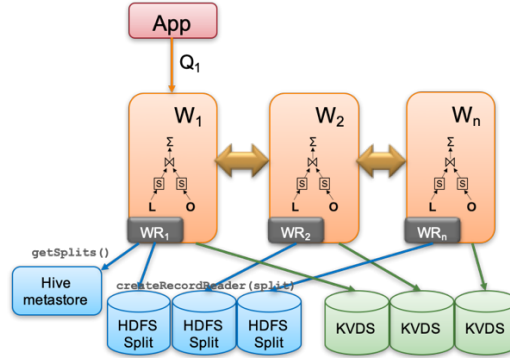 App
Q1
W1
W2
Wn
Σ
Σ
Σ
⋈
⋈
⋈
S S
S S
S S
L O
L O
L O
WR1
WR2
WRn
getSplits()
Hive
metastore
createRecordReader(split)
HDFS
Split
HDFS
Split
HDFS
Split
KVDS
KVDS
KVDS